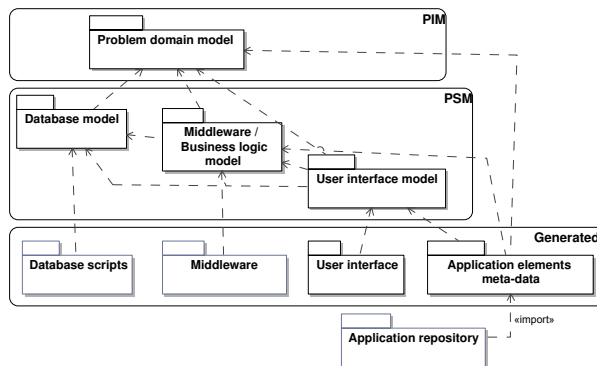 PIM
Problem domain model
PSM
Database model
Middleware /
Business logic
model
User interface model
Generated
Database scripts
Middleware
User interface
Application elements
meta-data
«import»
Application repository